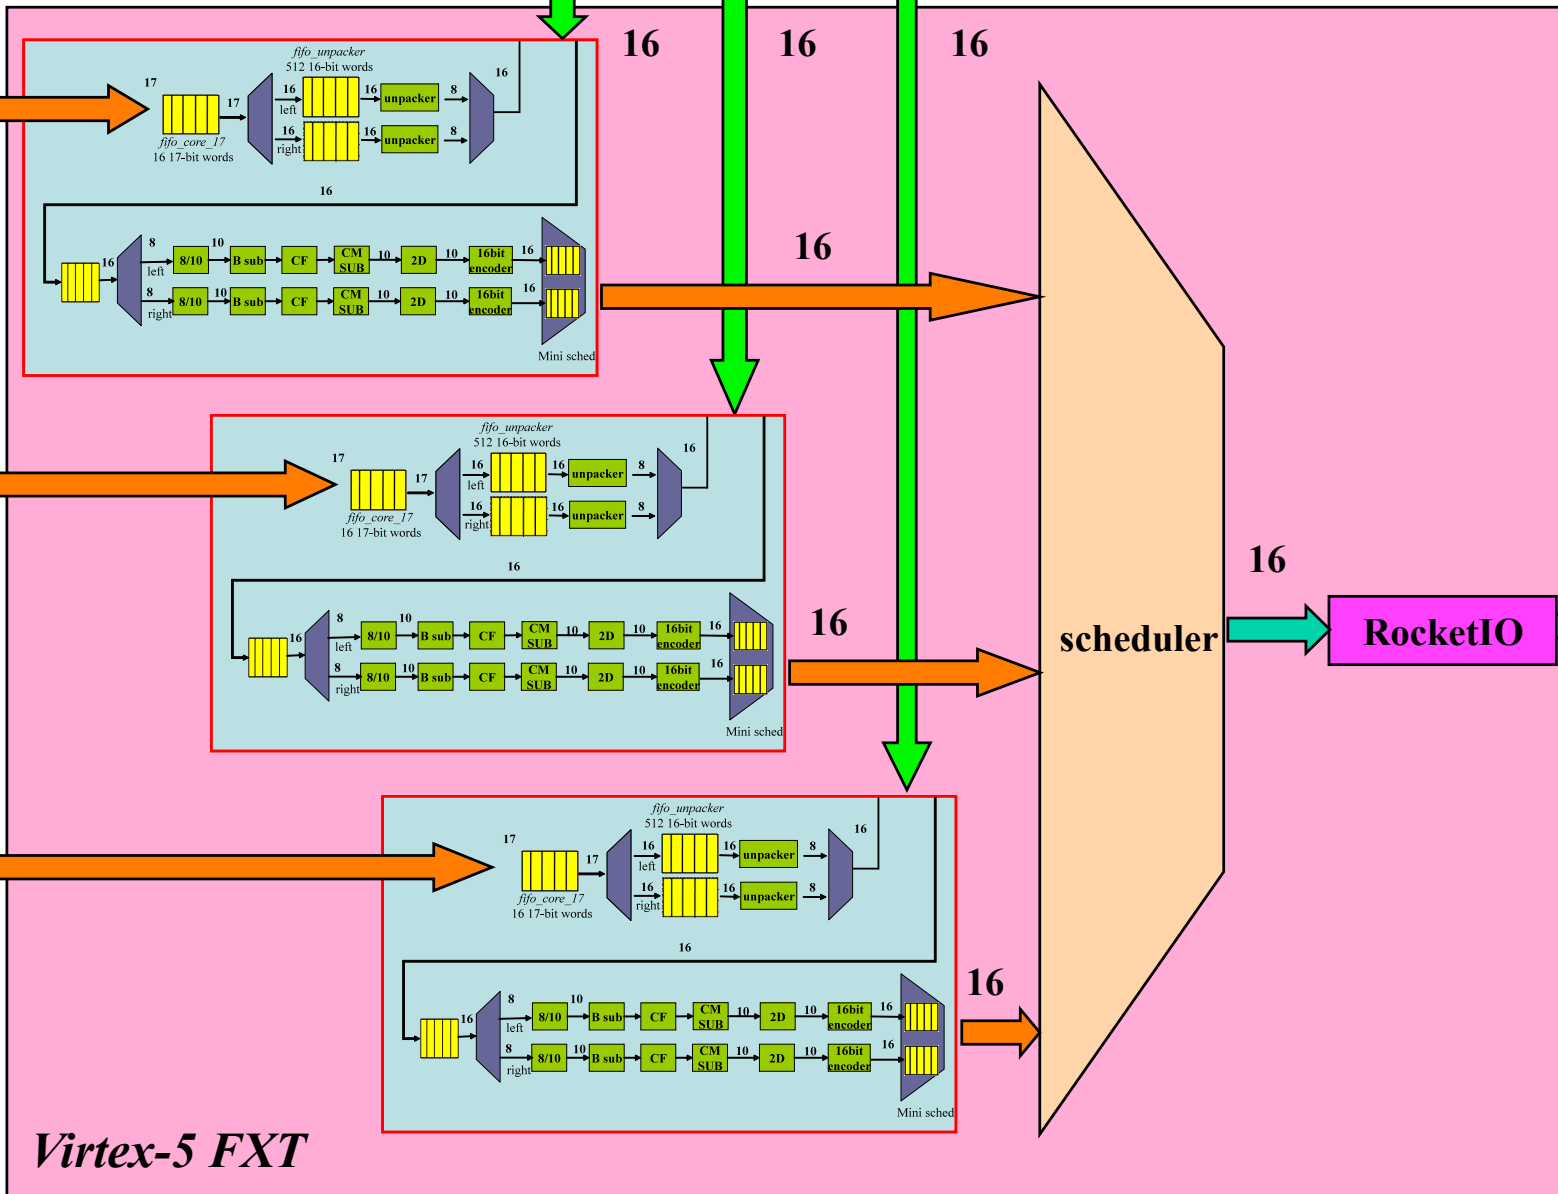 16
16
16
fifo_unpacker
512 16-bit words
17
17
16
left
16
unpacker
8
16
16
right
16
unpacker
8
fifo_core_17
16 17-bit words
16
16
8
left
8/10
10
B sub
CF
CM
SUB
10
2D
10
16bit
encoder
16
8
right
8/10
10
B sub
CF
CM
SUB
10
2D
10
16bit
encoder
16
Mini sched
16
fifo_unpacker
512 16-bit words
17
17
16
left
16
unpacker
8
16
16
right
16
unpacker
8
fifo_core_17
16 17-bit words
16
16
8
left
8/10
10
B sub
CF
CM
SUB
10
2D
10
16bit
encoder
16
8
right
8/10
10
B sub
CF
CM
SUB
10
2D
10
16bit
encoder
16
Mini sched
16
scheduler
16
RocketIO
fifo_unpacker
512 16-bit words
17
17
16
left
16
unpacker
8
16
16
right
16
unpacker
8
fifo_core_17
16 17-bit words
16
16
8
left
8/10
10
B sub
CF
CM
SUB
10
2D
10
16bit
encoder
16
8
right
8/10
10
B sub
CF
CM
SUB
10
2D
10
16bit
encoder
16
Mini sched
16
Virtex-5 FXT